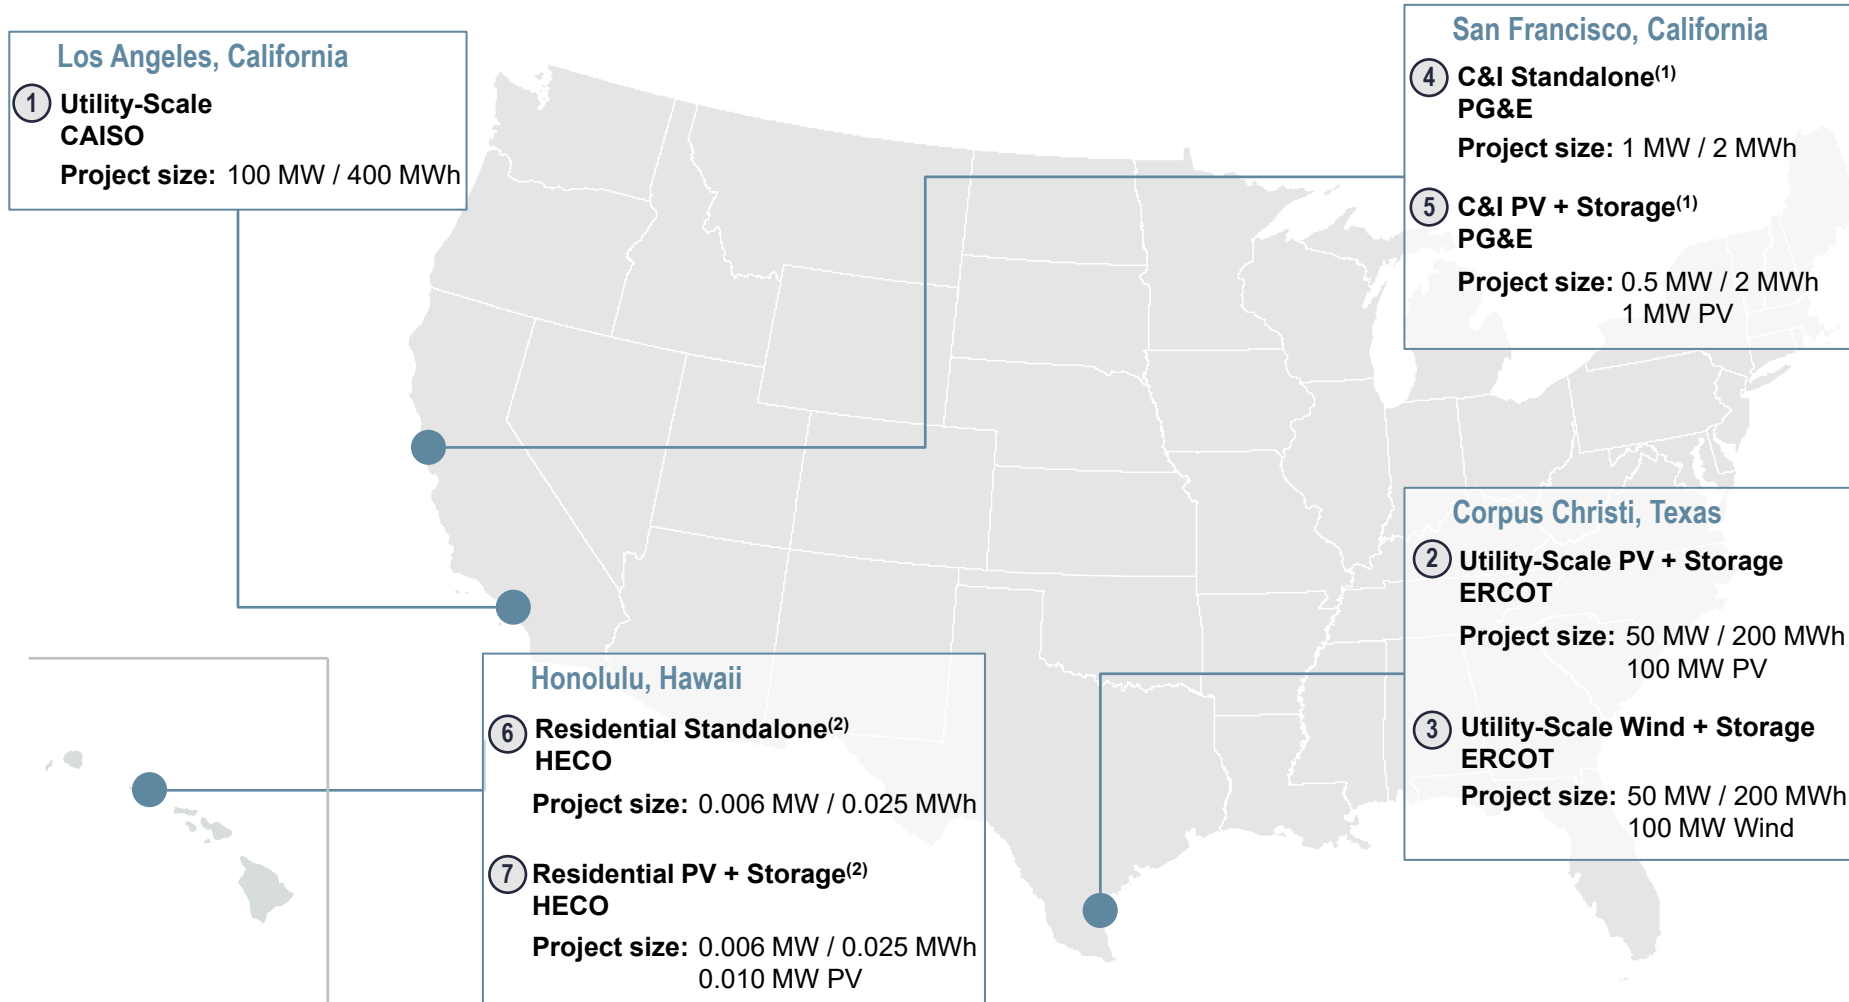 Los Angeles, California
1 Utility-Scale
CAISO
Project size: 100 MW / 400 MWh
San Francisco, California
4 C&I Standalone(1)
PG&E
Project size: 1 MW / 2 MWh
5 C&I PV + Storage(1)
PG&E
Project size: 0.5 MW / 2 MWh
1 MW PV
Corpus Christi, Texas
2 Utility-Scale PV + Storage
ERCOT
Project size: 50 MW / 200 MWh
100 MW PV
3 Utility-Scale Wind + Storage
ERCOT
Project size: 50 MW / 200 MWh
100 MW Wind
Honolulu, Hawaii
6 Residential Standalone(2)
HECO
Project size: 0.006 MW / 0.025 MWh
7 Residential PV + Storage(2)
HECO
Project size: 0.006 MW / 0.025 MWh
0.010 MW PV